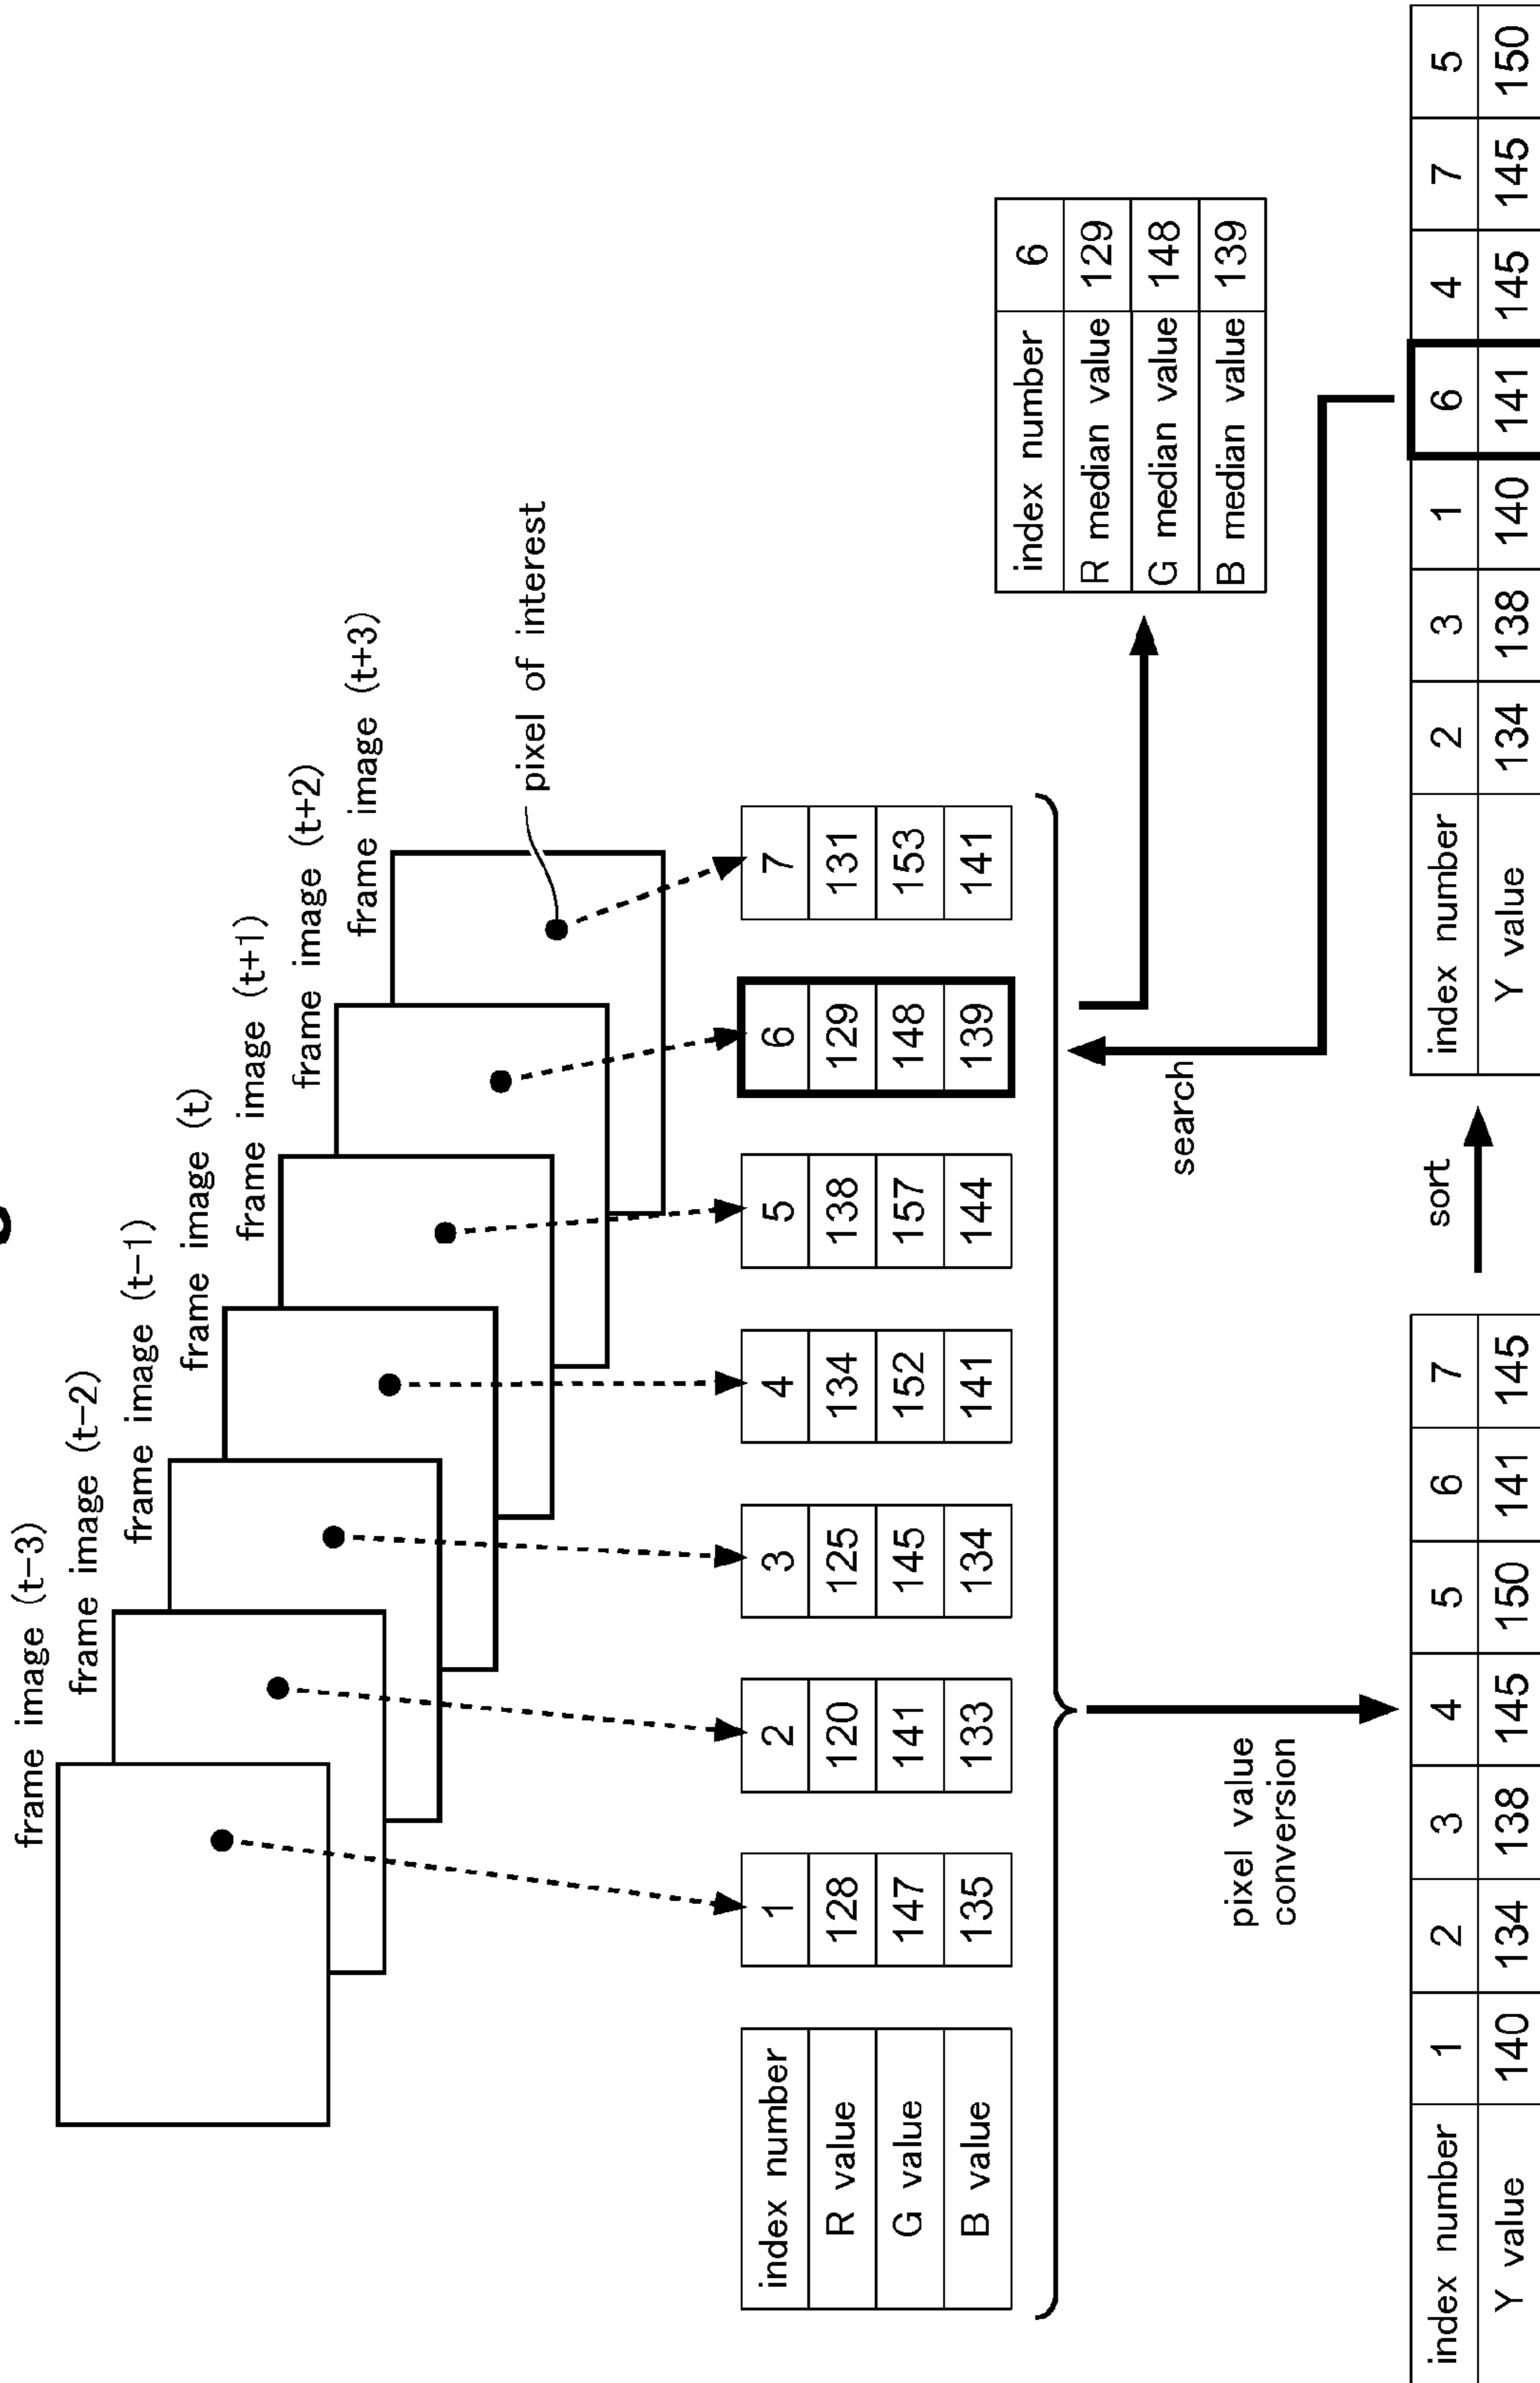 frame image (t−3)
frame image (t−2)
frame image (t−1)
frame image (t)
frame image (t+1)
frame image (t+2)
frame image (t+3)
pixel of interest
index number 1 2 3 4 5 6 7
R value 128 120 125 134 138 129 131
G value 147 141 145 152 157 148 153
B value 135 133 134 141 144 139 141
index number 6
R median value 129
G median value 148
B median value 139
search
pixel value
conversion
index number 1 2 3 4 5 6 7
Y value 140 134 138 145 150 141 145
sort
index number 2 3 1 6 4 7 5
Y value 134 138 140 141 145 145 150